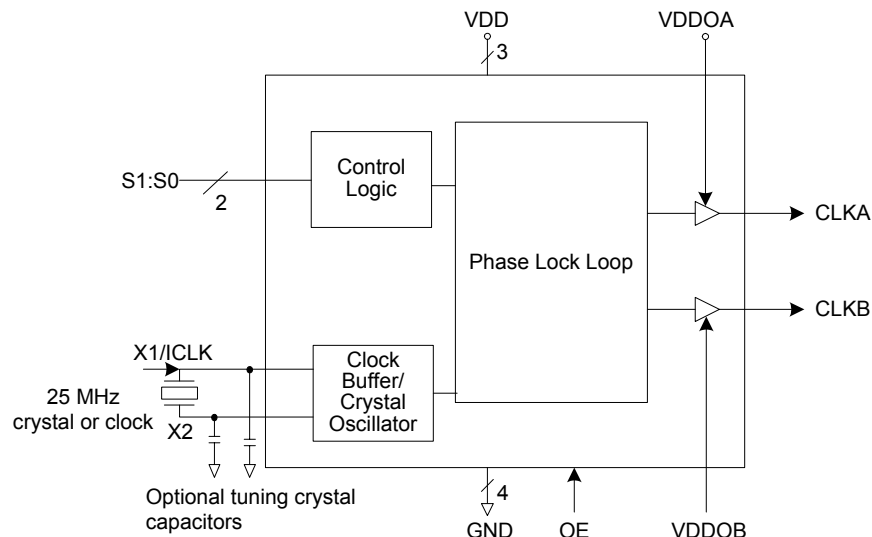 VDD
VDDOA
3
S1:S0
2
Control
Logic
Phase Lock Loop
CLKA
CLKB
X1/ICLK
25 MHz
crystal or clock
X2
Clock
Buffer/
Crystal
Oscillator
Optional tuning crystal
capacitors
4
GND
OE
VDDOB